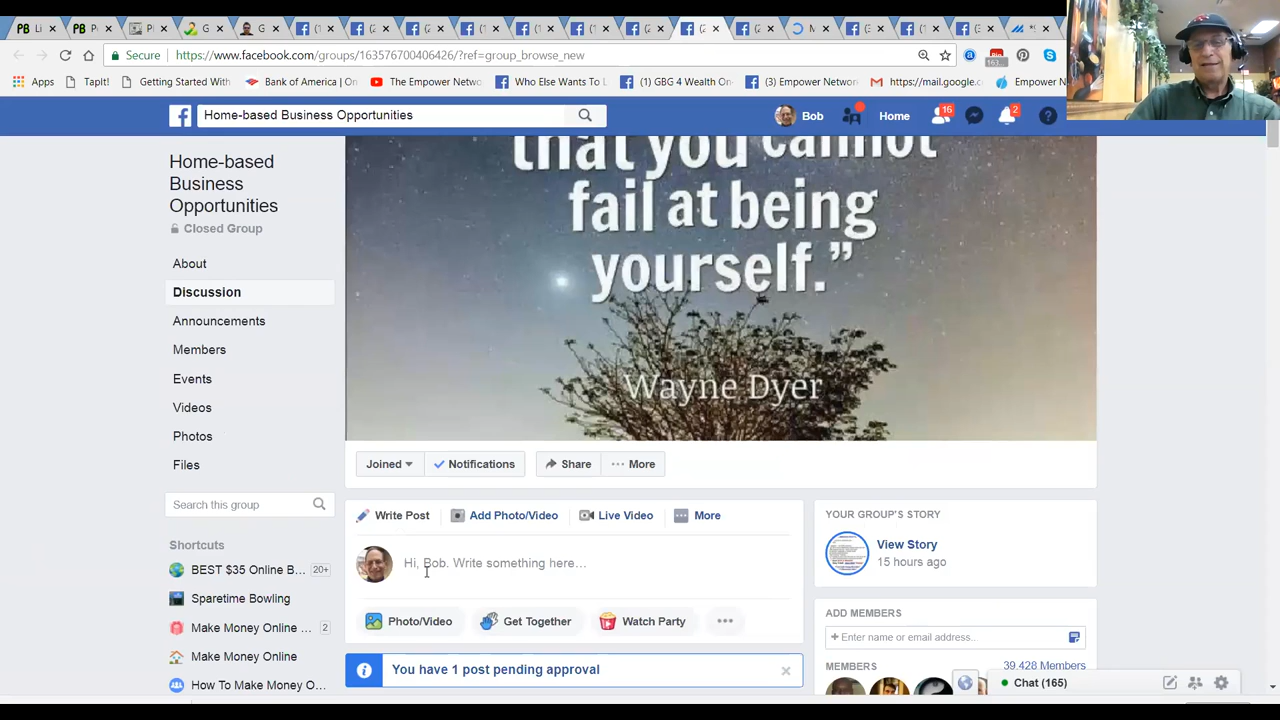 Secure
https://www.facebook.com/groups/163576700406426/?ref=group_browse_new
Apps
TapIt!
Getting Started With
Bank of America | On
The Empower Netwo
Who Else Wants To L
(1) GBG 4 Wealth On
(3) Empower Networ
https://mail.google.c
Empower N
Home-based Business Opportunities
Bob
Home
16
2
Home-based
Business
Opportunities
Closed Group
About
Discussion
Announcements
Members
Events
Videos
Photos
Files
Search this group
Shortcuts
BEST $35 Online B... 20+
Sparetime Bowling
Make Money Online ... 2
Make Money Online
How To Make Money O...
that you cannot
fail at being
yourself.”
Wayne Dyer
Joined
Notifications
Share
More
Write Post
Add Photo/Video
Live Video
More
Hi, Bob. Write something here...
Photo/Video
Get Together
Watch Party
You have 1 post pending approval
YOUR GROUP'S STORY
View Story
15 hours ago
ADD MEMBERS
+ Enter name or email address...
MEMBERS
39,428 Members
Chat (165)